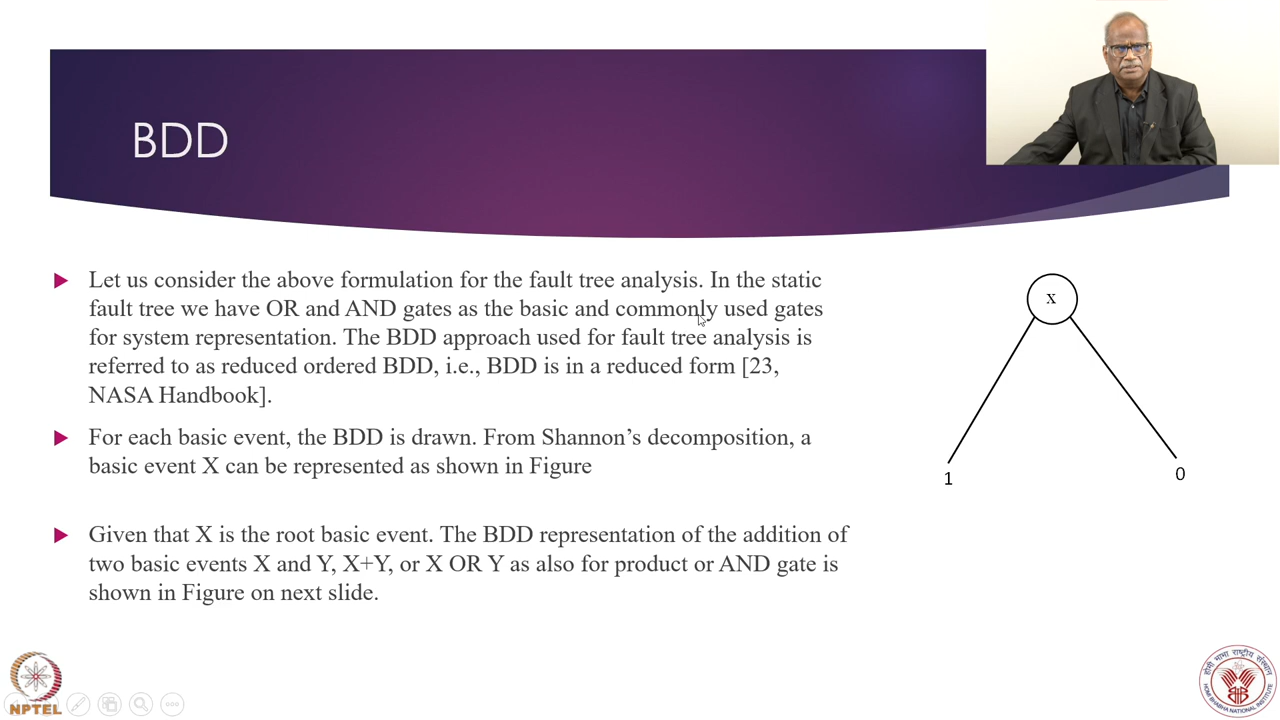 BDD
Let us consider the above formulation for the fault tree analysis. In the static
fault tree we have OR and AND gates as the basic and commonly used gates
for system representation. The BDD approach used for fault tree analysis is
referred to as reduced ordered BDD, i.e., BDD is in a reduced form [23,
NASA Handbook].
For each basic event, the BDD is drawn. From Shannon’s decomposition, a
basic event X can be represented as shown in Figure
Given that X is the root basic event. The BDD representation of the addition of
two basic events X and Y, X+Y, or X OR Y as also for product or AND gate is
shown in Figure on next slide.
X
1
0
NPTEL
होमी भाभा राष्ट्रीय संस्थान
HOMI BHABHA NATIONAL INSTITUTE